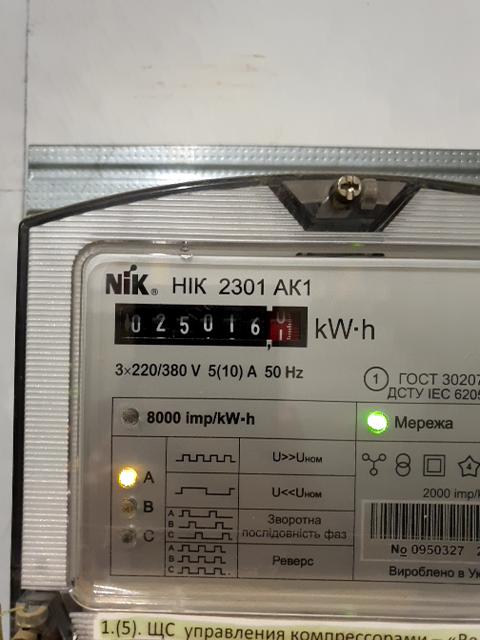 NiK® НІК 2301 АК1
025016 kW·h
3×220/380 V 5(10) A 50 Hz
1 ГОСТ 30207
ДСТУ IEC 6205
8000 imp/kW·h
Мережа
A
U>>Uном
B
U<<Uном
C
A
B
C
Зворотна
послідовність фаз
A
B
C
Реверс
4
2000 imp/
№ 0950327 2
Вироблено в Ук
1.(5). ЩС управления компрессорами –